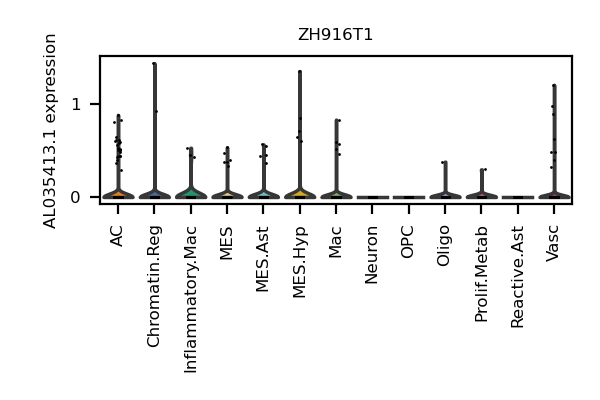 ZH916T1
AL035413.1 expression
1
0
AC
Chromatin.Reg
Inflammatory.Mac
MES
MES.Ast
MES.Hyp
Mac
Neuron
OPC
Oligo
Prolif.Metab
Reactive.Ast
Vasc